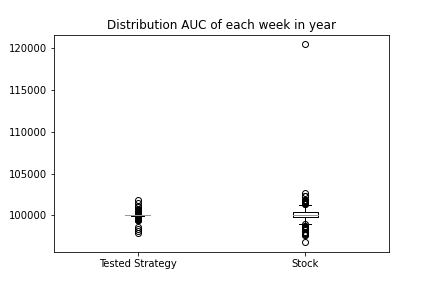 Distribution AUC of each week in year
120000
115000
110000
105000
100000
Tested Strategy
Stock